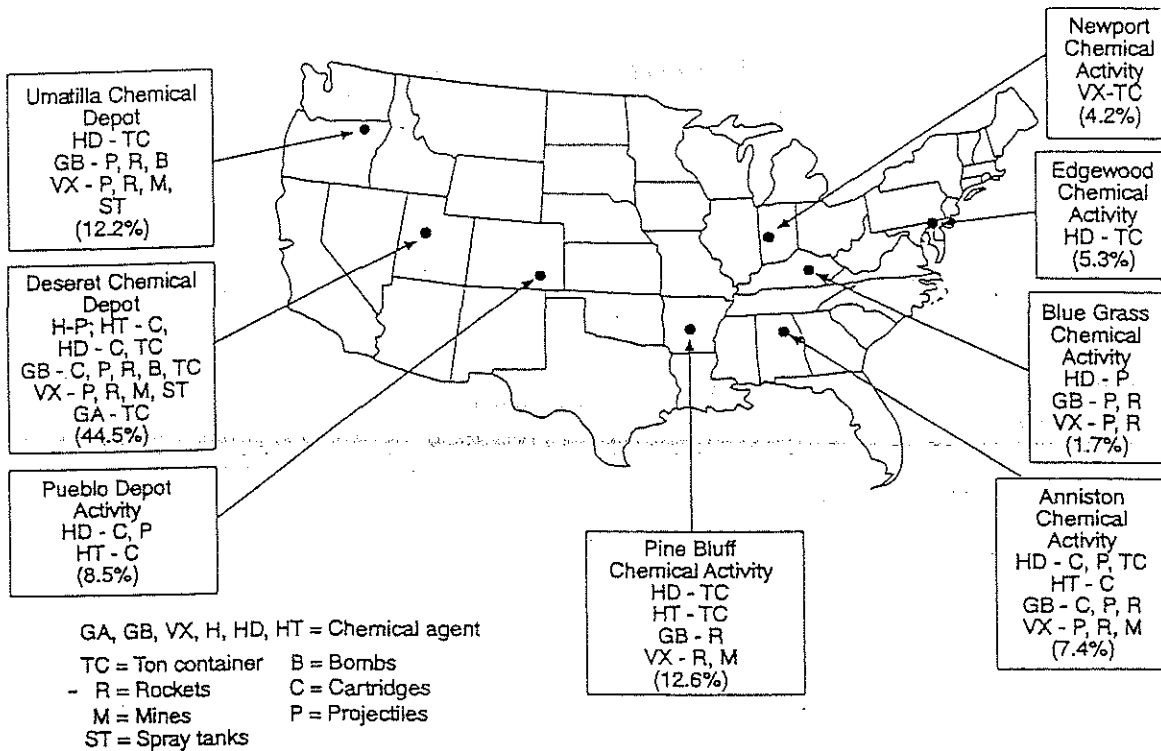 Umatilla Chemical
Depot
HD - TC
GB - P, R, B
VX - P, R, M,
ST
(12.2%)
Deseret Chemical
Depot
H-P; HT - C,
HD - C, TC
GB - C, P, R, B, TC
VX - P, R, M, ST
GA - TC
(44.5%)
Pueblo Depot
Activity
HD - C, P
HT - C
(8.5%)
Newport
Chemical
Activity
VX-TC
(4.2%)
Edgewood
Chemical
Activity
HD - TC
(5.3%)
Blue Grass
Chemical
Activity
HD - P
GB - P, R
VX - P, R
(1.7%)
Anniston
Chemical
Activity
HD - C, P, TC
HT - C
GB - C, P, R
VX - P, R, M
(7.4%)
Pine Bluff
Chemical Activity
HD - TC
HT - TC
GB - R
VX - R, M
(12.6%)
GA, GB, VX, H, HD, HT = Chemical agent
TC = Ton container B = Bombs
- R = Rockets C = Cartridges
M = Mines P = Projectiles
ST = Spray tanks